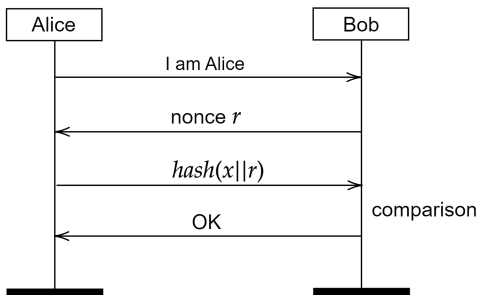 Alice
Bob
I am Alice
nonce r
hash(x||r)
comparison
OK